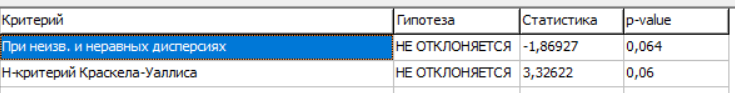 Критерий Гипотеза Статистика p-value
При неизв. и неравных дисперсиях НЕ ОТКЛОНЯЕТСЯ -1,86927 0,064
H-критерий Краскела-Уаллиса НЕ ОТКЛОНЯЕТСЯ 3,32622 0,06